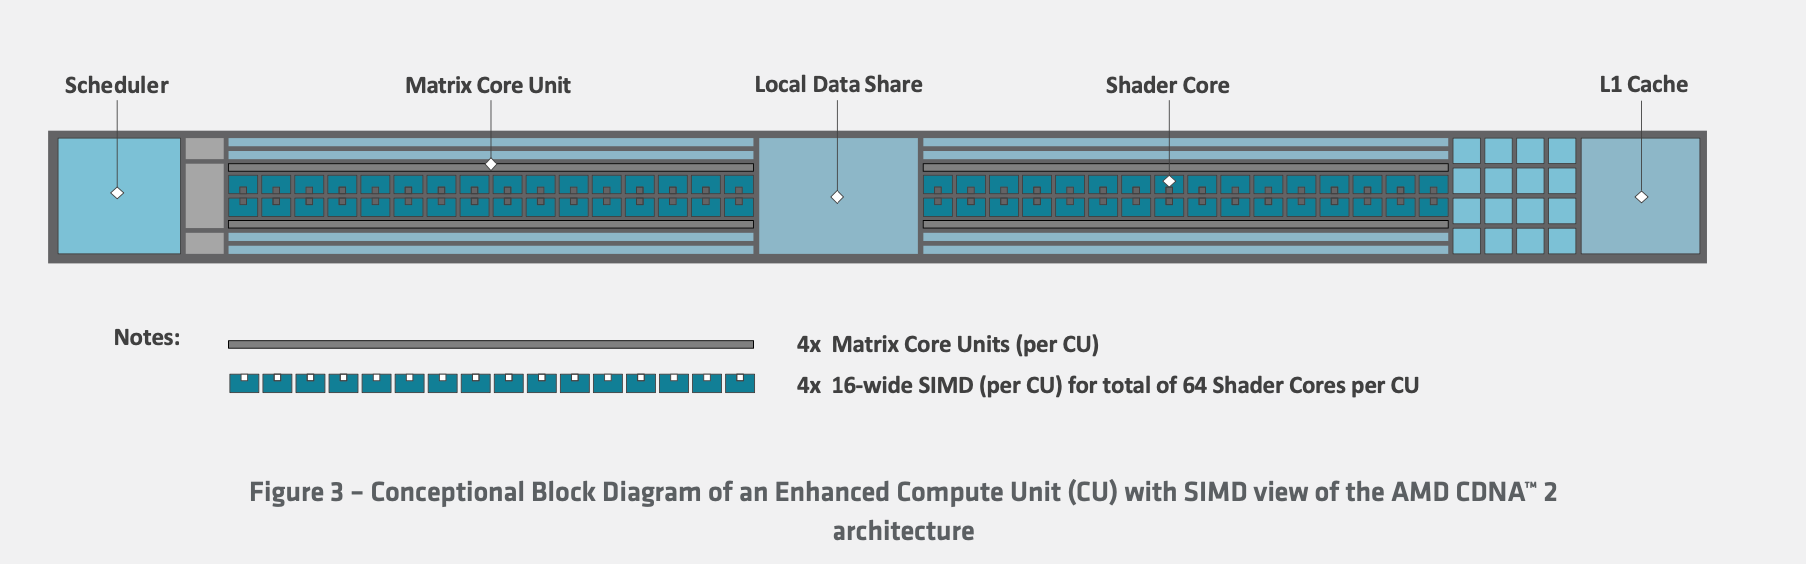 Scheduler
Matrix Core Unit
Local Data Share
Shader Core
L1 Cache
Notes:
4x Matrix Core Units (per CU)
4x 16-wide SIMD (per CU) for total of 64 Shader Cores per CU
Figure 3 – Conceptual Block Diagram of an Enhanced Compute Unit (CU) with SIMD view of the AMD CDNA™ 2
architecture